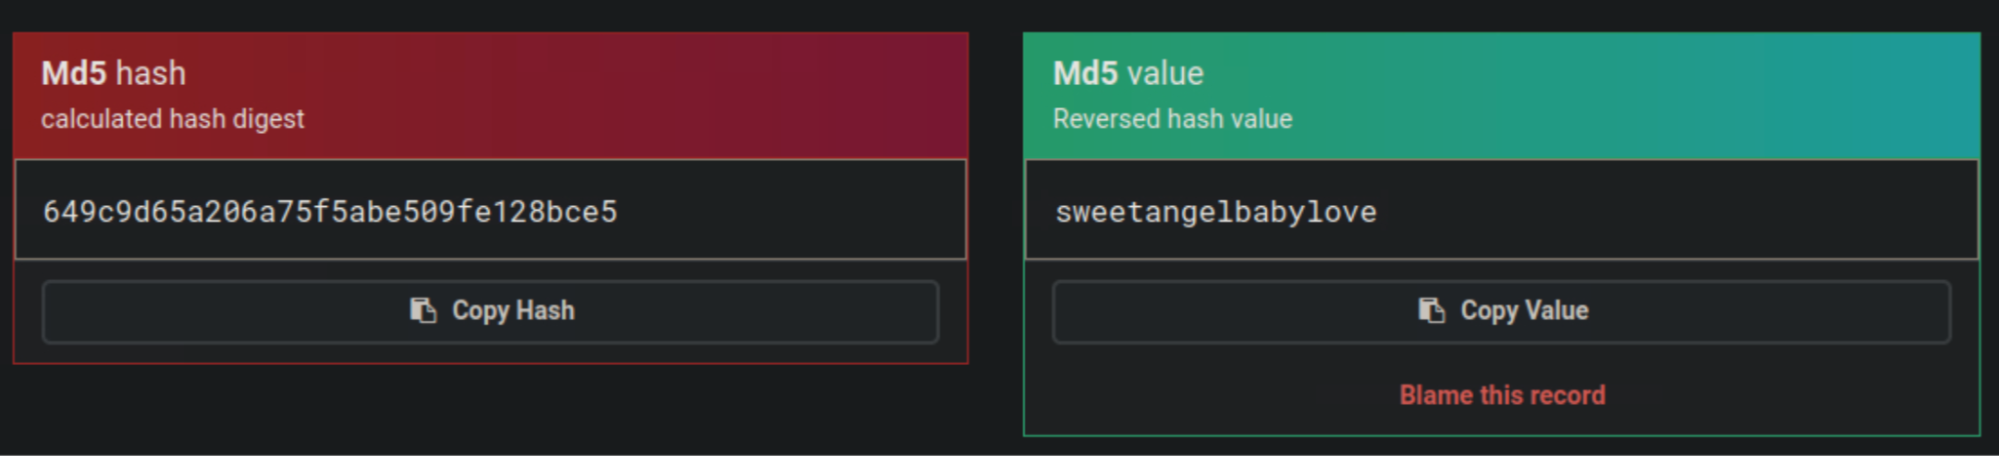 Md5 hash
calculated hash digest
649c9d65a206a75f5abe509fe128bce5
Copy Hash
Md5 value
Reversed hash value
sweetangelbabylove
Copy Value
Blame this record